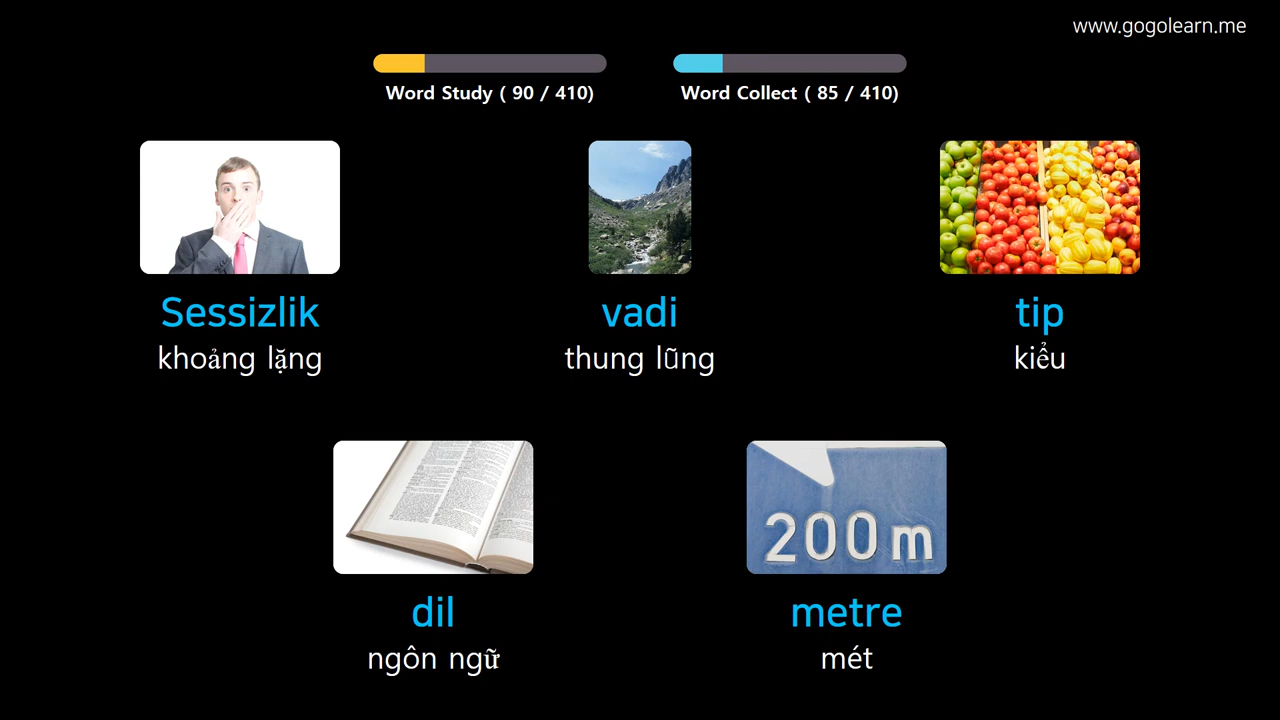 www.gogolearn.me
Word Study ( 90 / 410)
Word Collect ( 85 / 410)
Sessizlik
khoảng lặng
vadi
thung lũng
tip
kiểu
200 m
dil
ngôn ngữ
metre
mét